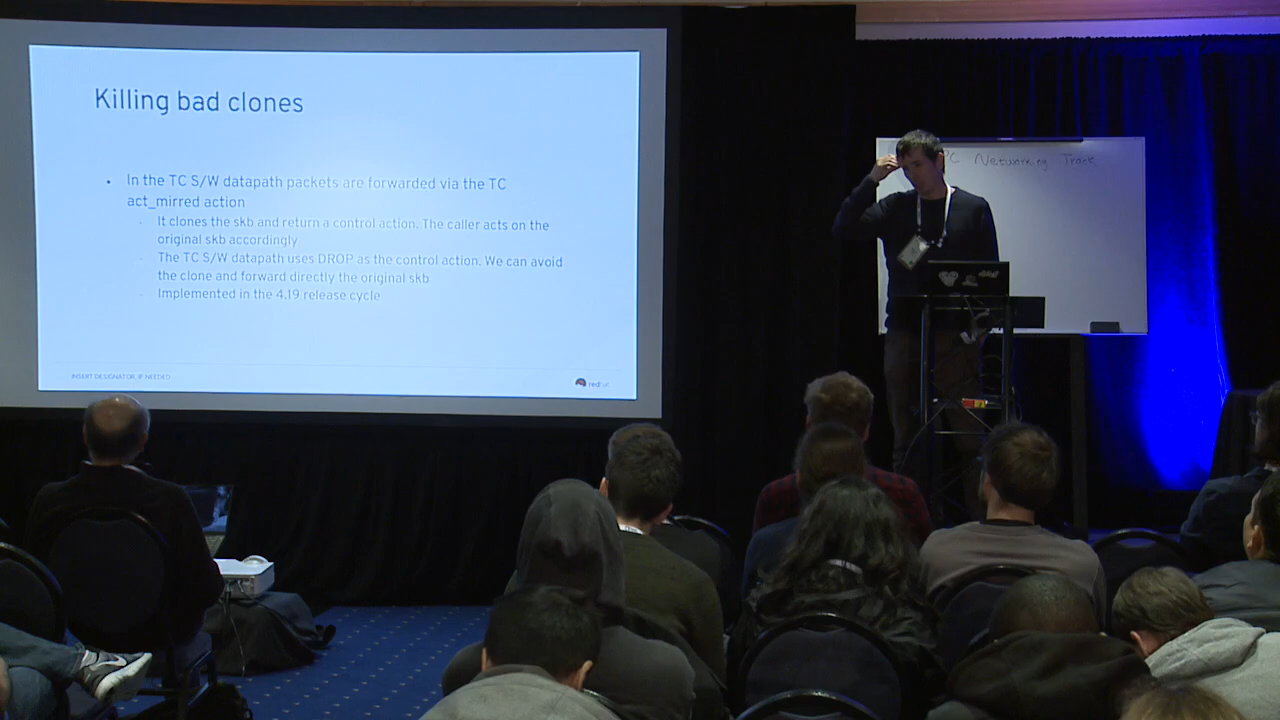 Killing bad clones
• In the TC S/W datapath packets are forwarded via the TC
act_mirred action
- It clones the skb and return a control action. The caller acts on the
original skb accordingly
- The TC S/W datapath uses DROP as the control action. We can avoid
the clone and forward directly the original skb
- Implemented in the 4.19 release cycle
INSERT DESIGNATOR, IF NEEDED
redhat
PC Networking Track